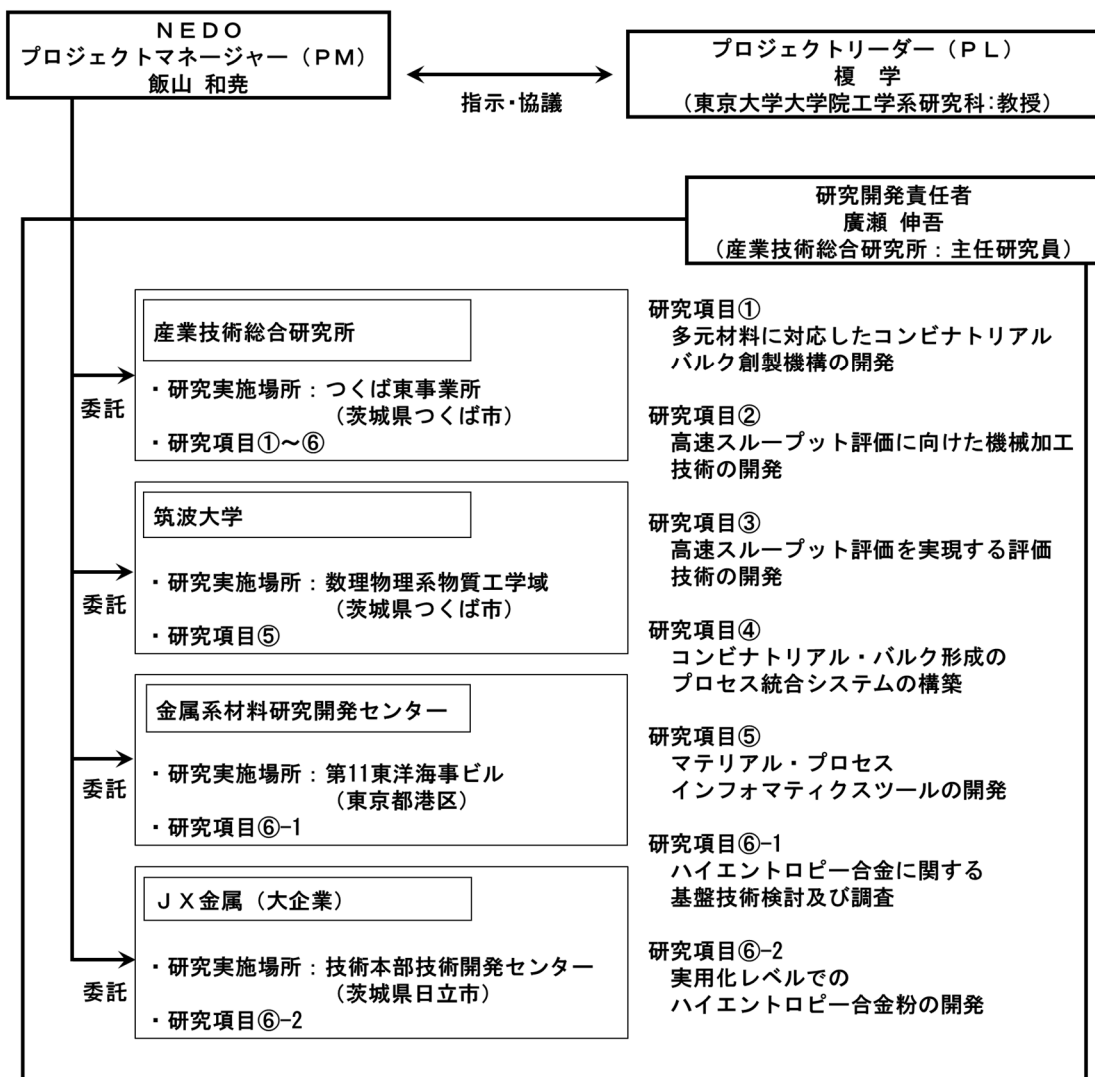 ＮＥＤＯ
プロジェクトマネージャー（ＰＭ）
飯山 和尭
指示・協議
プロジェクトリーダー（ＰＬ）
榎 学
（東京大学大学院工学系研究科：教授）
研究開発責任者
廣瀬 伸吾
（産業技術総合研究所：主任研究員）
委託
産業技術総合研究所
・研究実施場所：つくば東事業所
（茨城県つくば市）
・研究項目①～⑥
委託
筑波大学
・研究実施場所：数理物理系物質工学域
（茨城県つくば市）
・研究項目⑤
委託
金属系材料研究開発センター
・研究実施場所：第11東洋海事ビル
（東京都港区）
・研究項目⑥-1
委託
ＪＸ金属（大企業）
・研究実施場所：技術本部技術開発センター
（茨城県日立市）
・研究項目⑥-2
研究項目①
多元材料に対応したコンビナトリアル
バルク創製機構の開発
研究項目②
高速スループット評価に向けた機械加工
技術の開発
研究項目③
高速スループット評価を実現する評価
技術の開発
研究項目④
コンビナトリアル・バルク形成の
プロセス統合システムの構築
研究項目⑤
マテリアル・プロセス
インフォマティクスツールの開発
研究項目⑥-1
ハイエントロピー合金に関する
基盤技術検討及び調査
研究項目⑥-2
実用化レベルでの
ハイエントロピー合金粉の開発